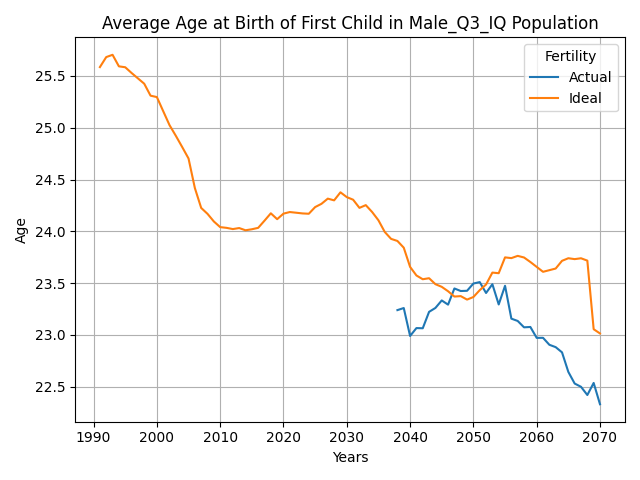 Average Age at Birth of First Child in Male_Q3_IQ Population
Fertility
Actual
Ideal
Age
25.5
25.0
24.5
24.0
23.5
23.0
22.5
1990 2000 2010 2020 2030 2040 2050 2060 2070
Years